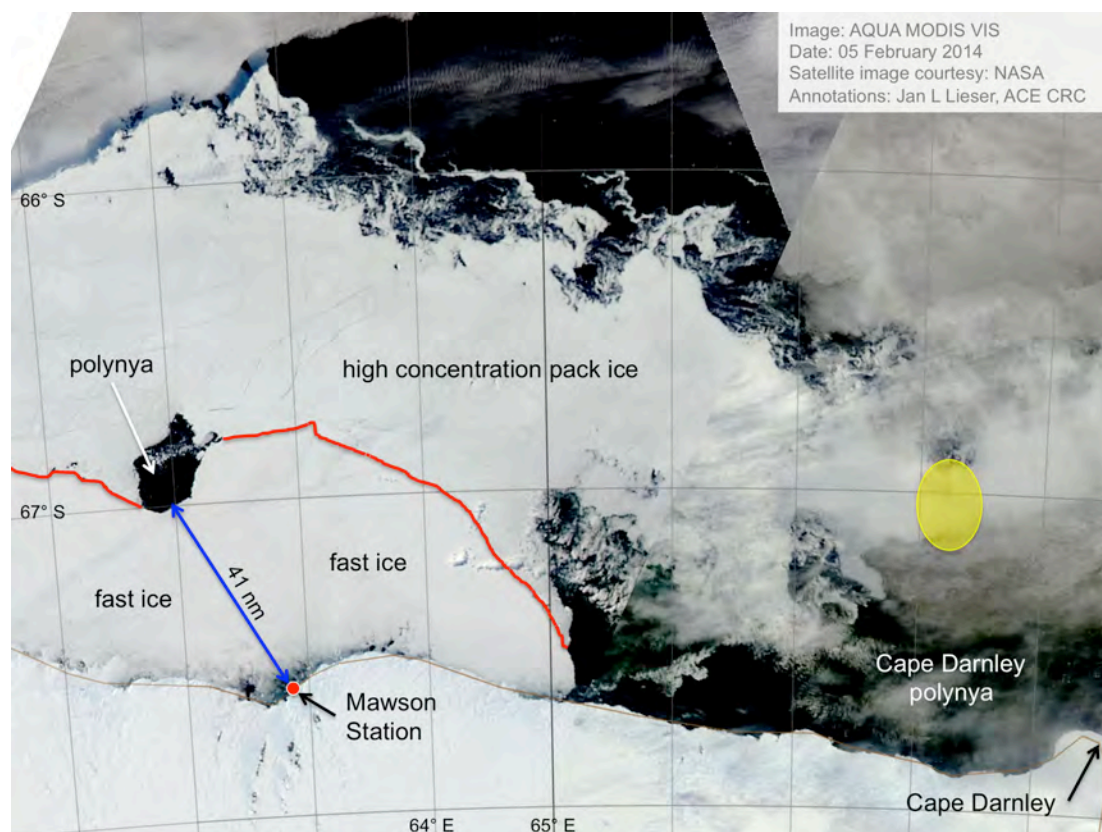 Image: AQUA MODIS VIS
Date: 05 February 2014
Satellite image courtesy: NASA
Annotations: Jan L Lieser, ACE CRC
66° S
polynya
high concentration pack ice
67° S
fast ice
fast ice
41 nm
Mawson
Station
Cape Darnley
polynya
Cape Darnley
64° E
65° E